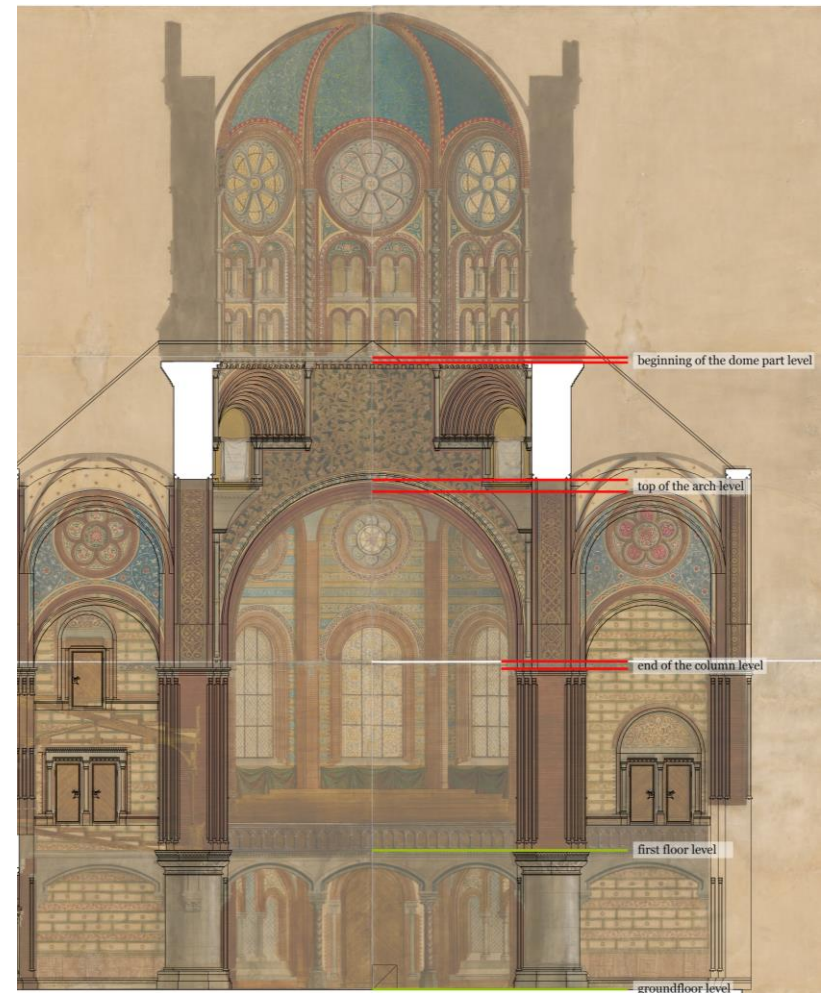 beginning of the dome part level
top of the arch level
end of the column level
first floor level
groundfloor level